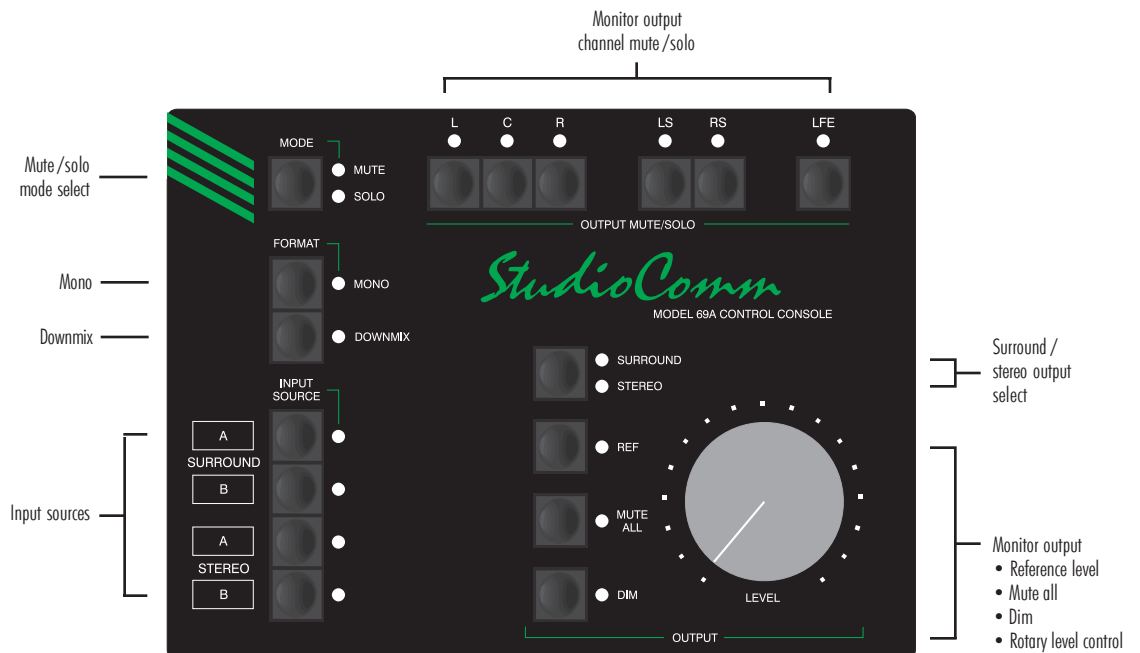 Monitor output
channel mute/solo
L C R LS RS LFE
MODE
MUTE
SOLO
Mute/solo
mode select
OUTPUT MUTE/SOLO
FORMAT
MONO
Mono
StudioComm
MODEL 69A CONTROL CONSOLE
DOWNMIX
Downmix
SURROUND
STEREO
Surround/
stereo output
select
INPUT
SOURCE
A
SURROUND
B
A
STEREO
B
Input sources
REF
MUTE
ALL
DIM
LEVEL
OUTPUT
Monitor output
• Reference level
• Mute all
• Dim
• Rotary level control